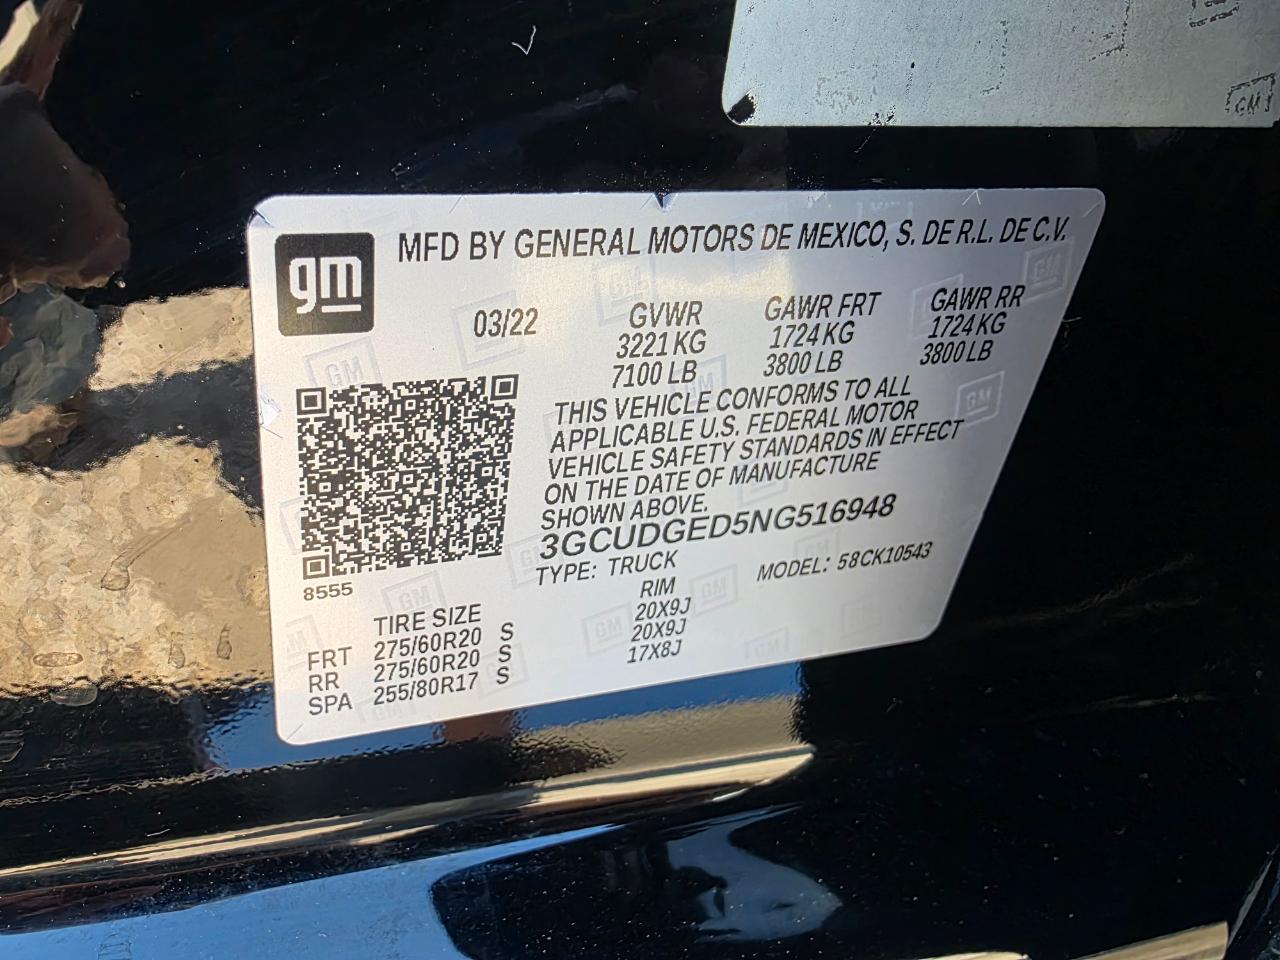 gm
MFD BY GENERAL MOTORS DE MEXICO, S. DE R.L. DE C.V.
03/22 GVWR GAWR FRT GAWR RR
3221 KG 1724 KG 1724 KG
7100 LB 3800 LB 3800 LB
THIS VEHICLE CONFORMS TO ALL
APPLICABLE U.S. FEDERAL MOTOR
VEHICLE SAFETY STANDARDS IN EFFECT
ON THE DATE OF MANUFACTURE
SHOWN ABOVE.
3GCUDGED5NG516948
TYPE: TRUCK MODEL: 58CK10543
8555
TIRE SIZE RIM
FRT 275/60R20 S 20X9J
RR 275/60R20 S 20X9J
SPA 255/80R17 S 17X8J
GM